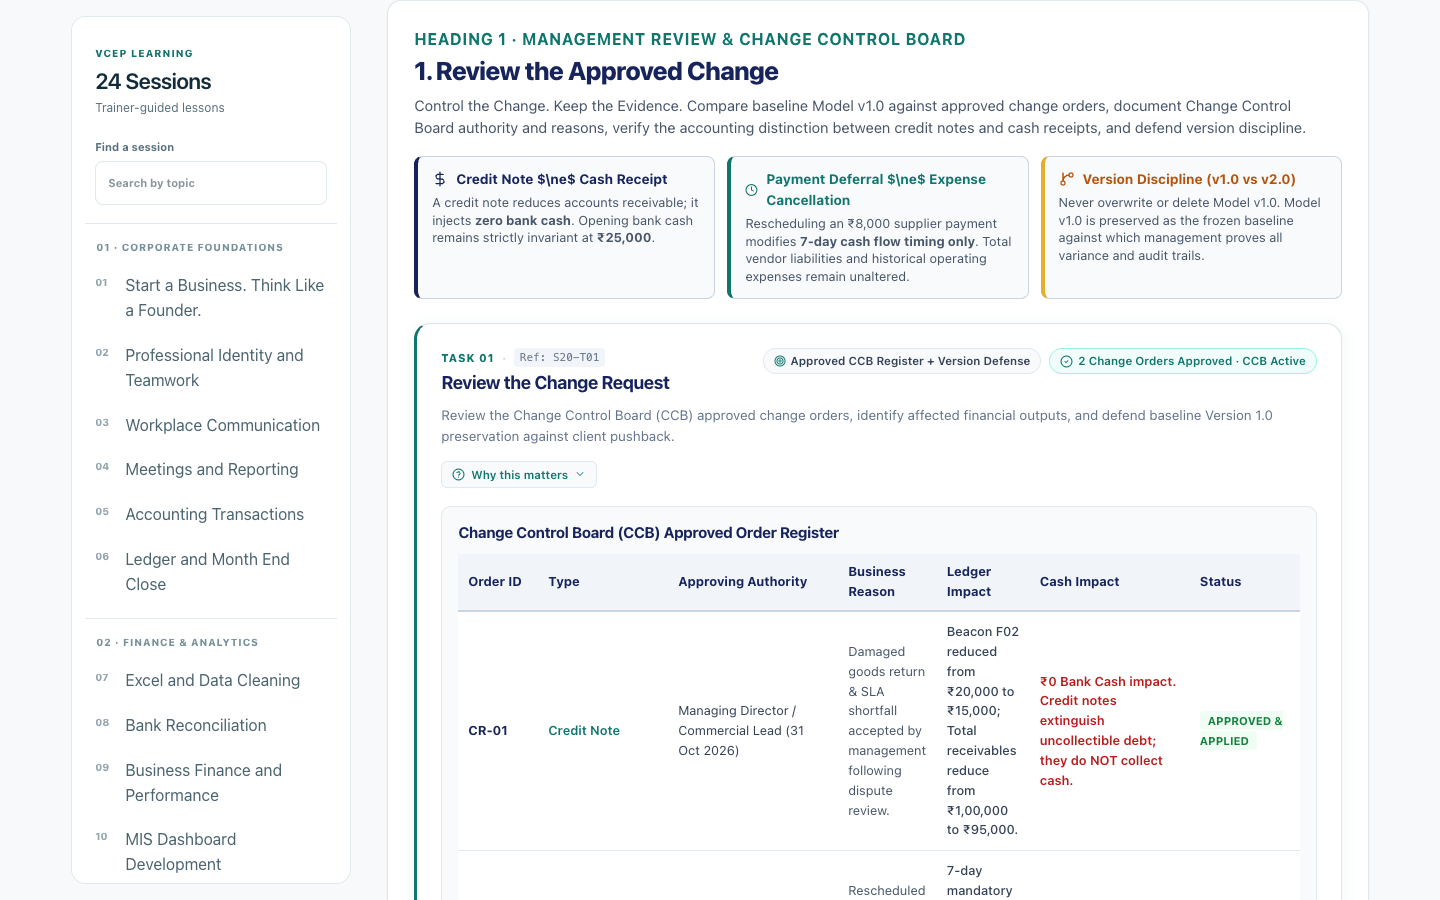 VCEP LEARNING
24 Sessions
Trainer-guided lessons
Find a session
Search by topic
01 · CORPORATE FOUNDATIONS
01 Start a Business. Think Like
a Founder.
02 Professional Identity and
Teamwork
03 Workplace Communication
04 Meetings and Reporting
05 Accounting Transactions
06 Ledger and Month End
Close
02 · FINANCE & ANALYTICS
07 Excel and Data Cleaning
08 Bank Reconciliation
09 Business Finance and
Performance
10 MIS Dashboard
Development
HEADING 1 · MANAGEMENT REVIEW & CHANGE CONTROL BOARD
1. Review the Approved Change
Control the Change. Keep the Evidence. Compare baseline Model v1.0 against approved change orders, document Change Control
Board authority and reasons, verify the accounting distinction between credit notes and cash receipts, and defend version discipline.
Credit Note $\ne$ Cash Receipt
A credit note reduces accounts receivable; it
injects zero bank cash. Opening bank cash
remains strictly invariant at ₹25,000.
Payment Deferral $\ne$ Expense
Cancellation
Rescheduling an ₹8,000 supplier payment
modifies 7-day cash flow timing only. Total
vendor liabilities and historical operating
expenses remain unaltered.
Version Discipline (v1.0 vs v2.0)
Never overwrite or delete Model v1.0. Model
v1.0 is preserved as the frozen baseline
against which management proves all
variance and audit trails.
TASK 01 · Ref: S20-T01
Approved CCB Register + Version Defense
2 Change Orders Approved · CCB Active
Review the Change Request
Review the Change Control Board (CCB) approved change orders, identify affected financial outputs, and defend baseline Version 1.0
preservation against client pushback.
Why this matters
Change Control Board (CCB) Approved Order Register
Order ID
Type
Approving Authority
Business
Reason
Ledger
Impact
Cash Impact
Status
CR-01
Credit Note
Managing Director /
Commercial Lead (31
Oct 2026)
Damaged
goods return
& SLA
shortfall
accepted by
management
following
dispute
review.
Beacon F02
reduced
from
₹20,000 to
₹15,000;
Total
receivables
reduce
from
₹1,00,000
to ₹95,000.
₹0 Bank Cash impact.
Credit notes
extinguish
uncollectible debt;
they do NOT collect
cash.
APPROVED &
APPLIED
Rescheduled
7-day
mandatory